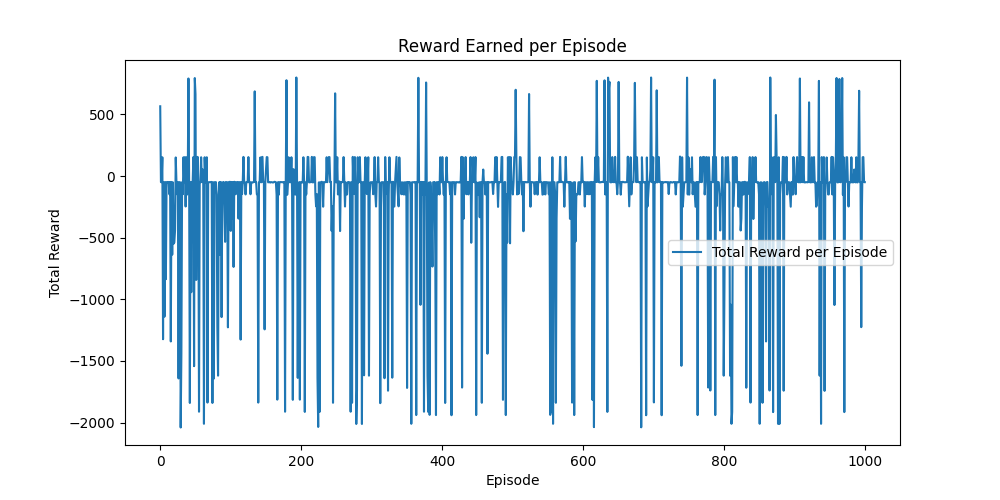 Reward Earned per Episode
Total Reward
500
0
−500
−1000
−1500
−2000
Total Reward per Episode
0 200 400 600 800 1000
Episode